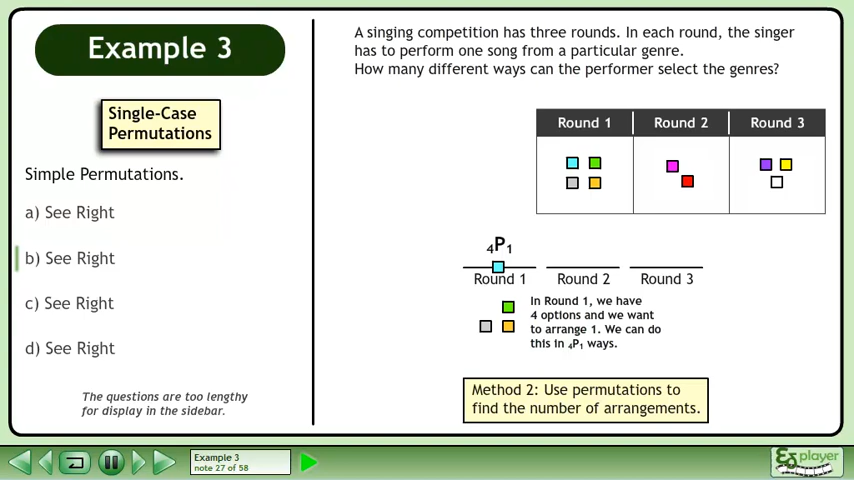 Example 3
Single-Case
Permutations
Simple Permutations.
a) See Right
b) See Right
c) See Right
d) See Right
The questions are too lengthy
for display in the sidebar.
A singing competition has three rounds. In each round, the singer
has to perform one song from a particular genre.
How many different ways can the performer select the genres?
Round 1 Round 2 Round 3
₄P₁
Round 1 Round 2 Round 3
In Round 1, we have
4 options and we want
to arrange 1. We can do
this in ₄P₁ ways.
Method 2: Use permutations to
find the number of arrangements.
Example 3
note 27 of 58
player